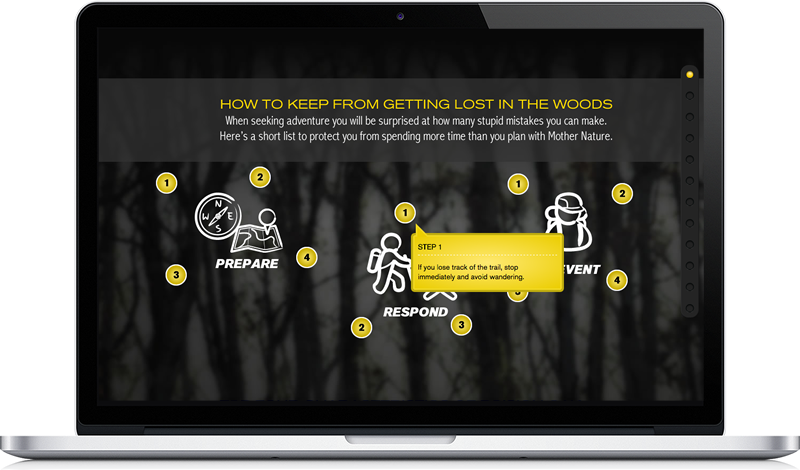 HOW TO KEEP FROM GETTING LOST IN THE WOODS
When seeking adventure you will be surprised at how many stupid mistakes you can make.
Here's a short list to protect you from spending more time than you plan with Mother Nature.
1
2
3
4
N
W
E
S
PREPARE
1
STEP 1
If you lose track of the trail, stop
immediately and avoid wandering.
2
3
RESPOND
1
2
4
EVENT